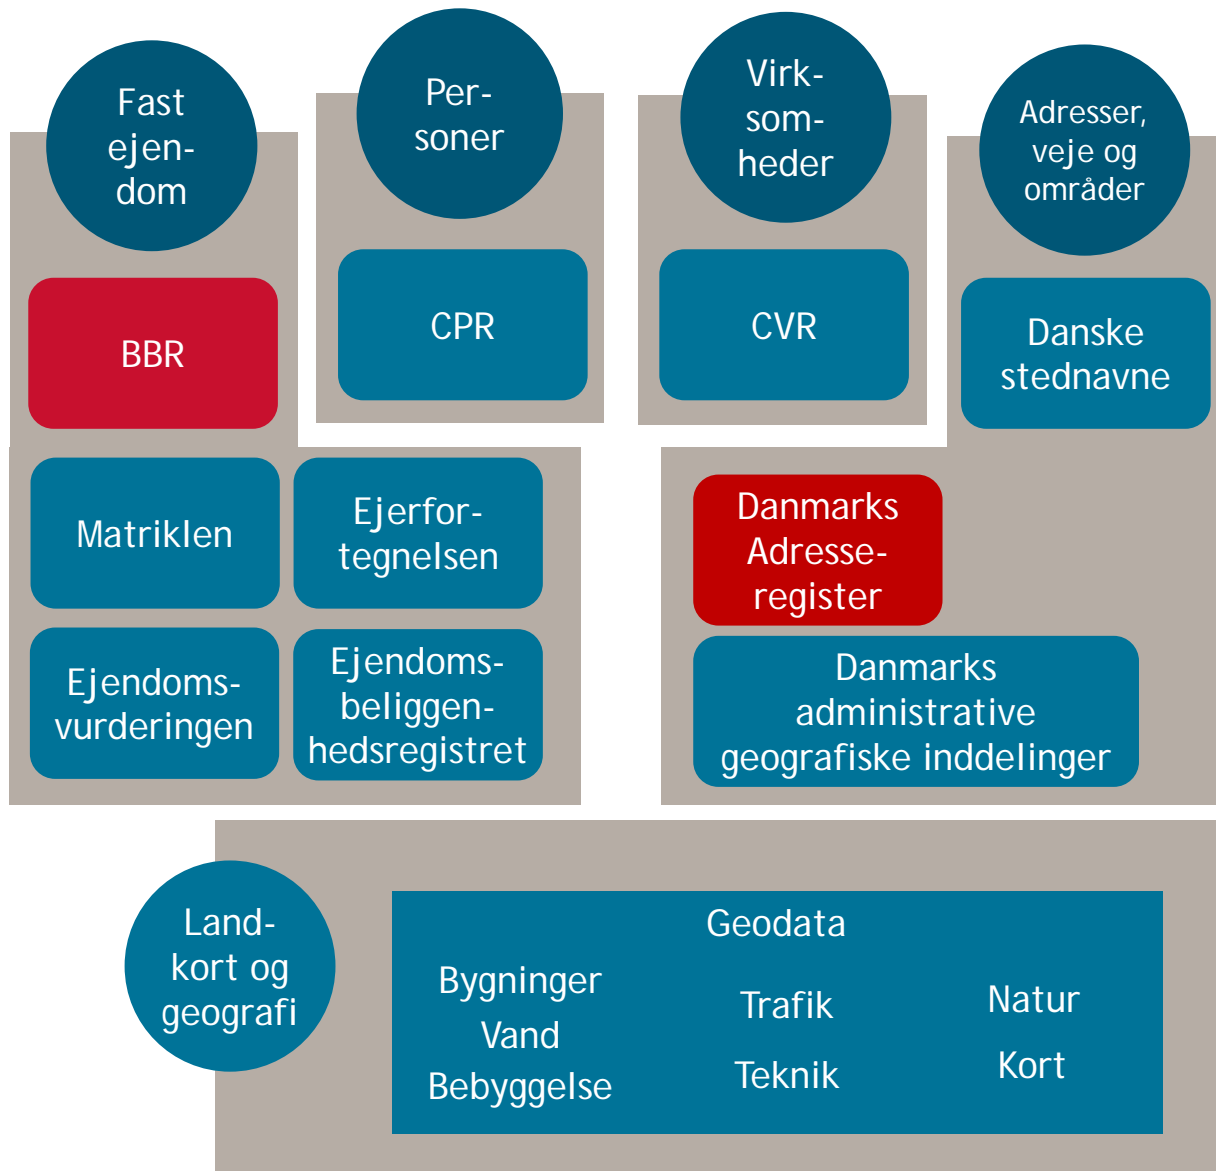 Fast
ejen-
dom
Per-
soner
Virk-
som-
heder
Adresser,
veje og
områder
BBR
CPR
CVR
Danske
stednavne
Matriklen
Ejerfor-
tegnelsen
Danmarks
Adresse-
register
Ejendoms-
vurderingen
Ejendoms-
beliggen-
hedsregistret
Danmarks
administrative
geografiske inddelinger
Land-
kort og
geografi
Geodata
Bygninger
Vand
Bebyggelse
Trafik
Teknik
Natur
Kort